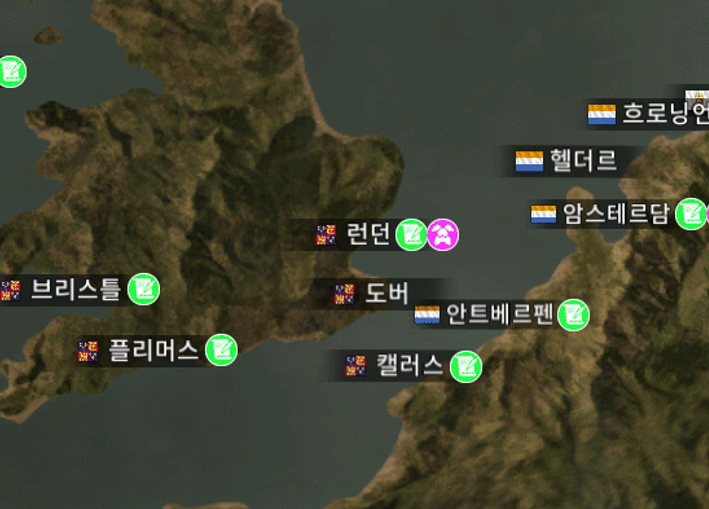 흐로닝언
헬더르
암스테르담
런던
브리스틀
도버
안트베르펜
플리머스
캘러스